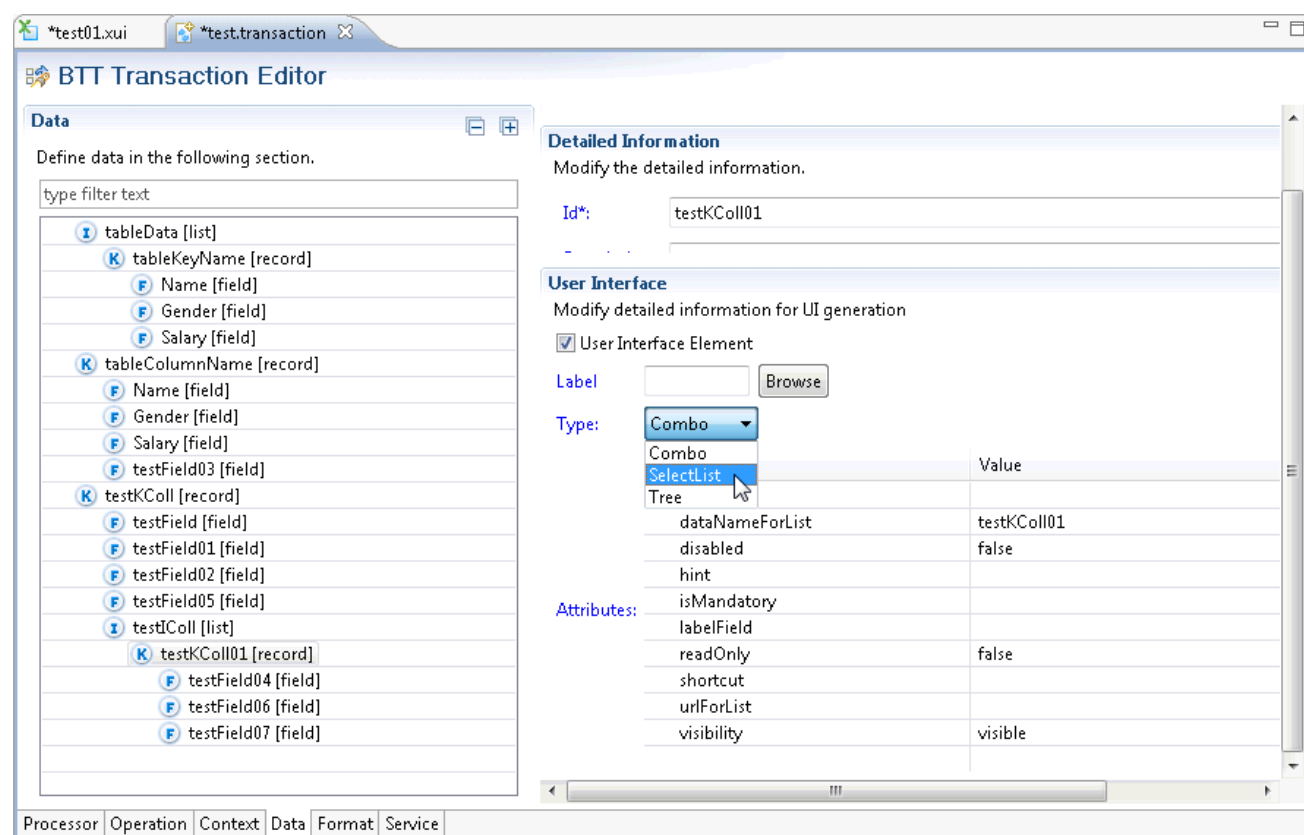 *test01.xui
*test.transaction
BTT Transaction Editor
Data
Define data in the following section.
type filter text
I tableData [list]
K tableKeyName [record]
F Name [field]
F Gender [field]
F Salary [field]
K tableColumnName [record]
F Name [field]
F Gender [field]
F Salary [field]
F testField03 [field]
K testKColl [record]
F testField [field]
F testField01 [field]
F testField02 [field]
F testField05 [field]
I testIColl [list]
K testKColl01 [record]
F testField04 [field]
F testField06 [field]
F testField07 [field]
Detailed Information
Modify the detailed information.
Id*: testKColl01
User Interface
Modify detailed information for UI generation
User Interface Element
Label Browse
Type: Combo
Combo
SelectList
Tree
Value
Attributes:
dataNameForList testKColl01
disabled false
hint
isMandatory
labelField
readOnly false
shortcut
urlForList
visibility visible
Processor Operation Context Data Format Service